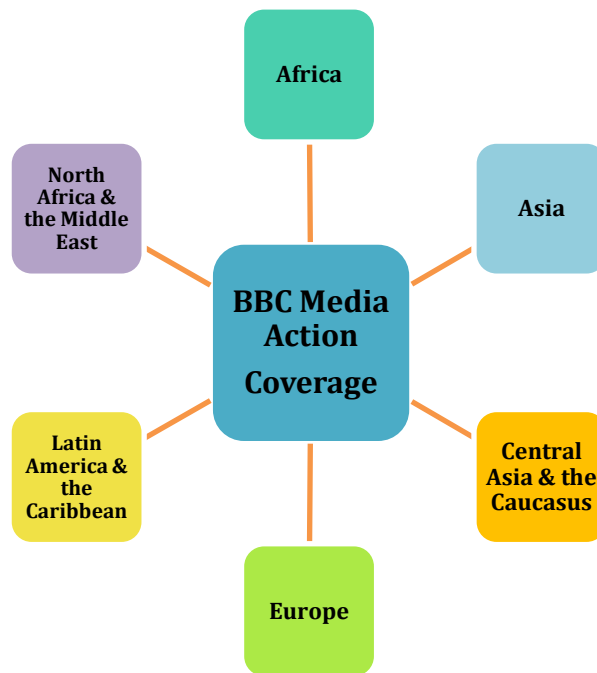 Africa
North
Africa &
the Middle
East
Asia
BBC Media
Action
Coverage
Latin
America &
the
Caribbean
Central
Asia & the
Caucasus
Europe